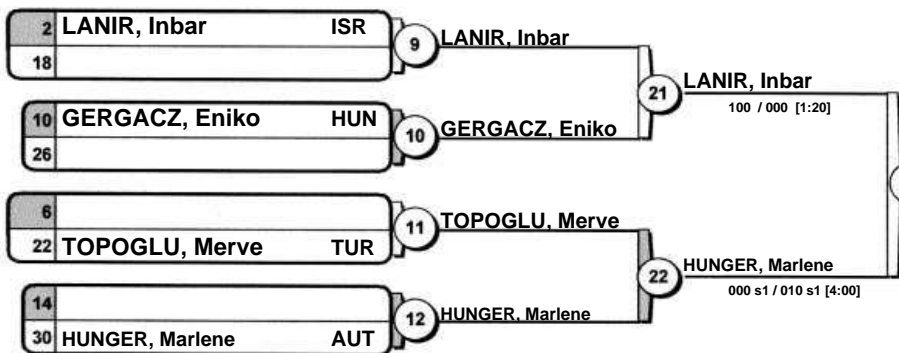 2 LANIR, Inbar ISR
18
9 LANIR, Inbar
10 GERGACZ, Eniko HUN
26
10 GERGACZ, Eniko
21 LANIR, Inbar
100 / 000 [1:20]
6
22 TOPOGLU, Merve TUR
11 TOPOGLU, Merve
14
30 HUNGER, Marlene AUT
12 HUNGER, Marlene
22 HUNGER, Marlene
000 s1 / 010 s1 [4:00]